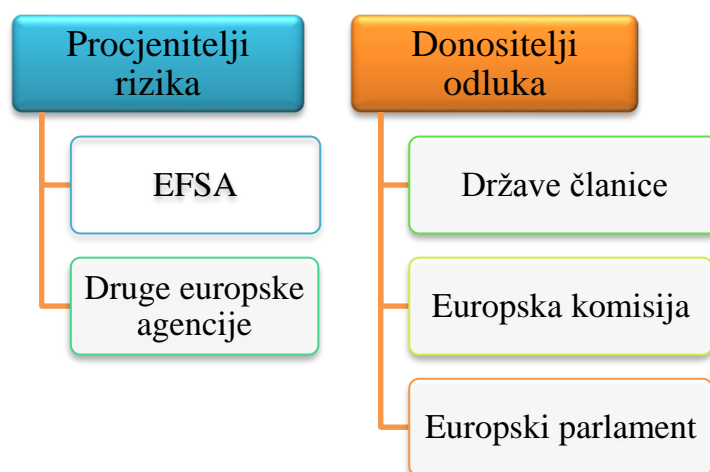 Procjenitelji
rizika
EFSA
Druge europske
agencije
Donositelji
odluka
Države članice
Europska komisija
Europski parlament